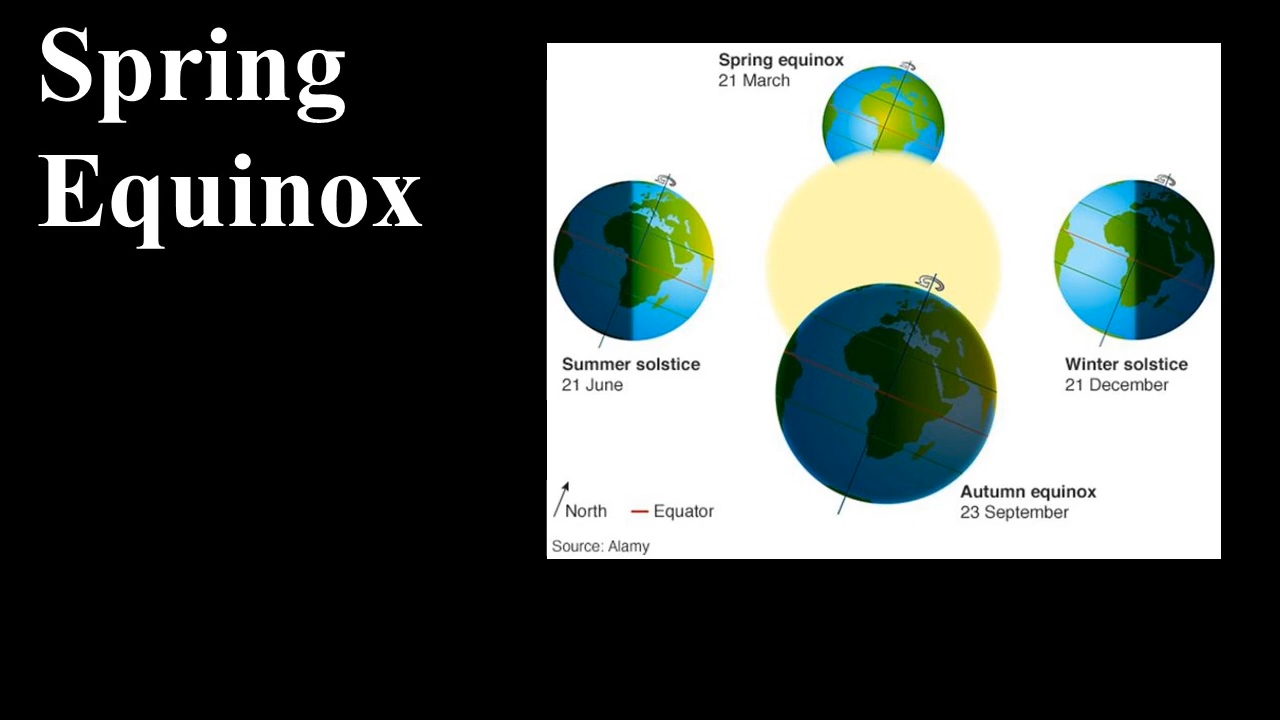 Spring
Equinox
Spring equinox
21 March
Summer solstice
21 June
Winter solstice
21 December
Autumn equinox
23 September
North
Equator
Source: Alamy